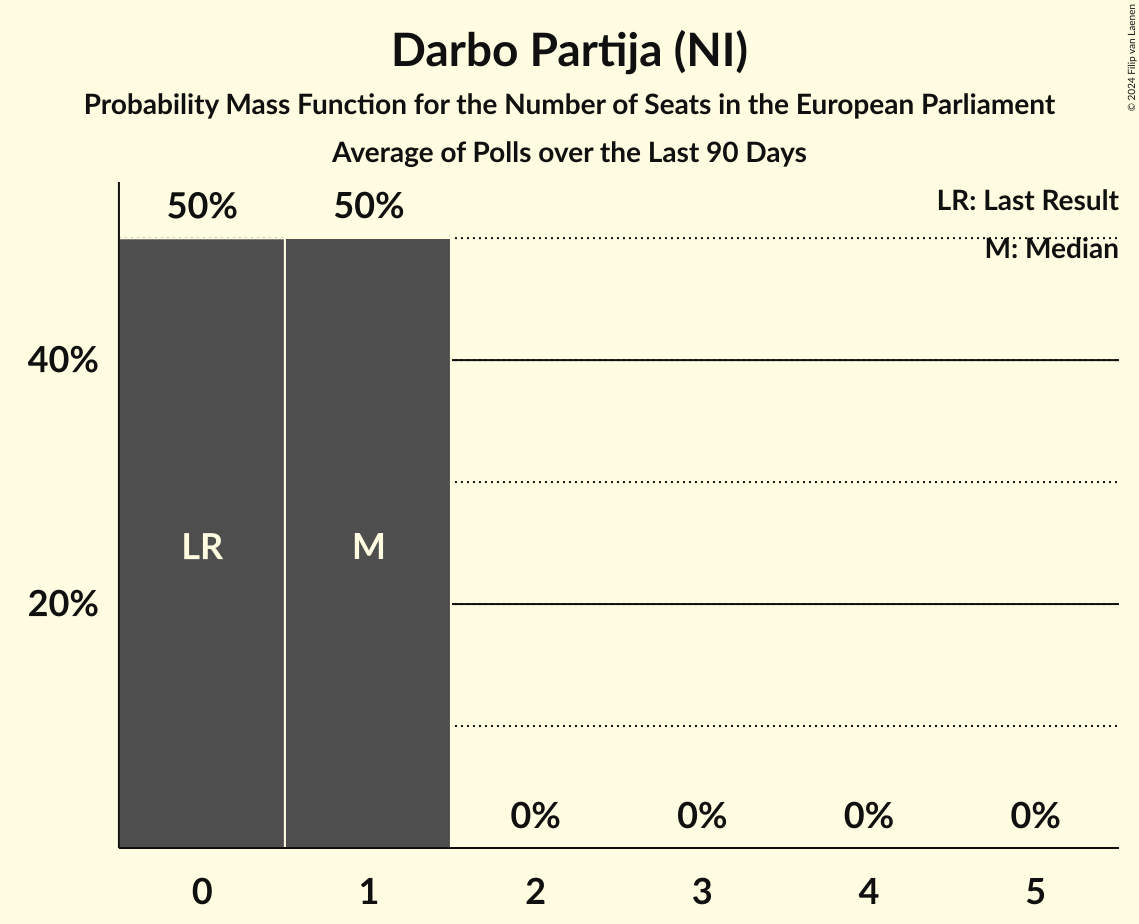 Darbo Partija (NI)
Probability Mass Function for the Number of Seats in the European Parliament
Average of Polls over the Last 90 Days
© 2024 Filip van Laenen
50% 50%
LR: Last Result
M: Median
40%
LR M
20%
0% 0% 0% 0%
0 1 2 3 4 5